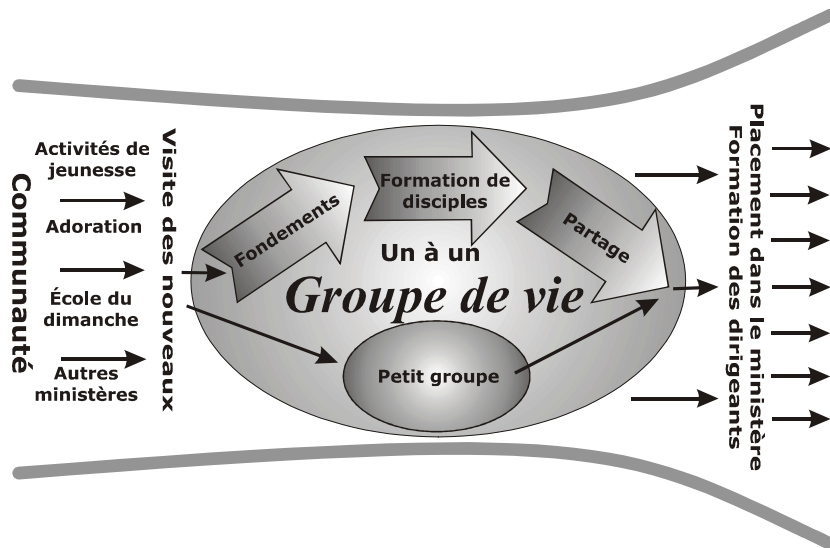 Communauté
Activités de
jeunesse
Adoration
École du
dimanche
Autres
ministères
Visite des nouveaux
Fondements
Formation de
disciples
Partage
Un à un
Groupe de vie
Petit groupe
Placement dans le ministère
Formation des dirigeants